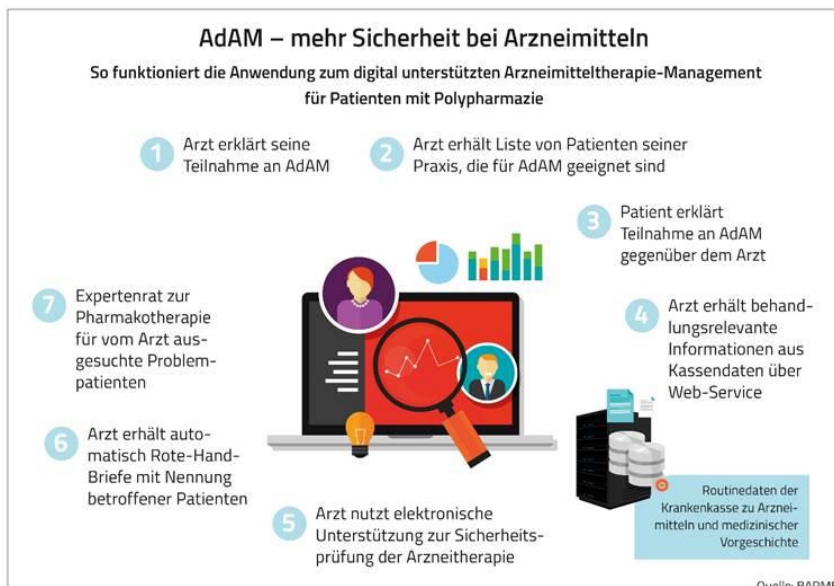 AdAM – mehr Sicherheit bei Arzneimitteln
So funktioniert die Anwendung zum digital unterstützten Arzneimitteltherapie-Management
für Patienten mit Polypharmazie
1
Arzt erklärt seine
Teilnahme an AdAM
2
Arzt erhält Liste von Patienten seiner
Praxis, die für AdAM geeignet sind
3
Patient erklärt
Teilnahme an AdAM
gegenüber dem Arzt
4
Arzt erhält behand-
lungsrelevante
Informationen aus
Kassendaten über
Web-Service
Routinedaten der
Krankenkasse zu Arznei-
mitteln und medizinischer
Vorgeschichte
5
Arzt nutzt elektronische
Unterstützung zur Sicherheits-
prüfung der Arzneitherapie
6
Arzt erhält auto-
matisch Rote-Hand-
Briefe mit Nennung
betroffener Patienten
7
Expertenrat zur
Pharmakotherapie
für vom Arzt aus-
gesuchte Problem-
patienten
Quelle: